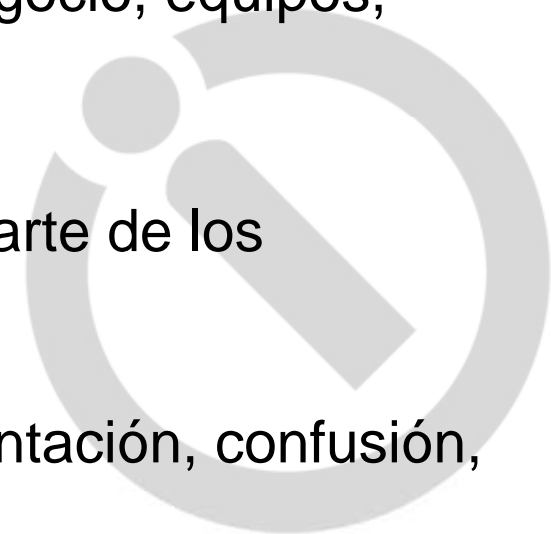 gocio, equipos,
arte de los
ntación, confusión,